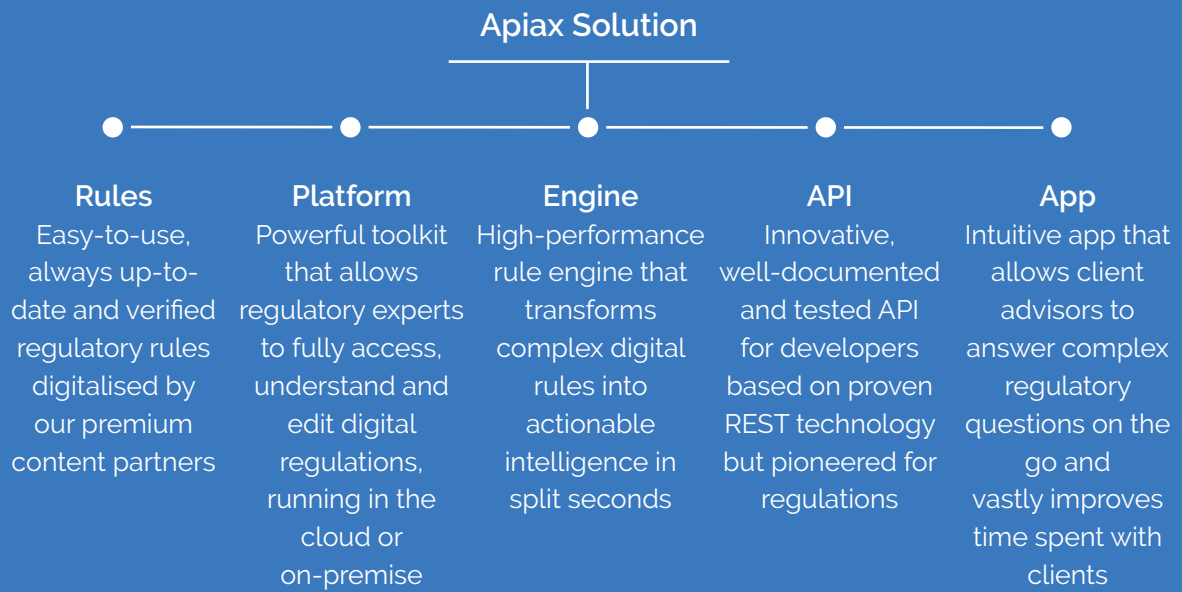 Apiax Solution
Rules
Easy-to-use,
always up-to-
date and verified
regulatory rules
digitalised by
our premium
content partners
Platform
Powerful toolkit
that allows
regulatory experts
to fully access,
understand and
edit digital
regulations,
running in the
cloud or
on-premise
Engine
High-performance
rule engine that
transforms
complex digital
rules into
actionable
intelligence in
split seconds
API
Innovative,
well-documented
and tested API
for developers
based on proven
REST technology
but pioneered for
regulations
App
Intuitive app that
allows client
advisors to
answer complex
regulatory
questions on the
go and
vastly improves
time spent with
clients